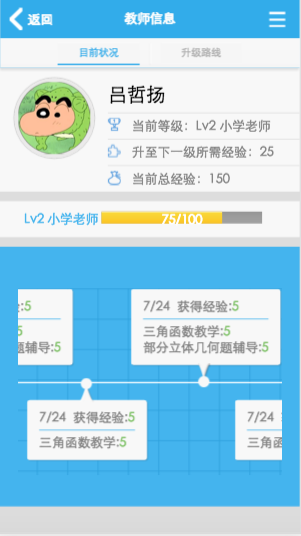 返回 教师信息
目前状况 升级路线
吕哲扬
当前等级：Lv2 小学老师
升至下一级所需经验：25
当前总经验：150
Lv2 小学老师 75/100
:5
:5
题辅导:5
7/24 获得经验:5
三角函数教学:5
部分立体几何题辅导:5
7/24 获得经验:5
三角函数教学:5
7/24 获
三角函